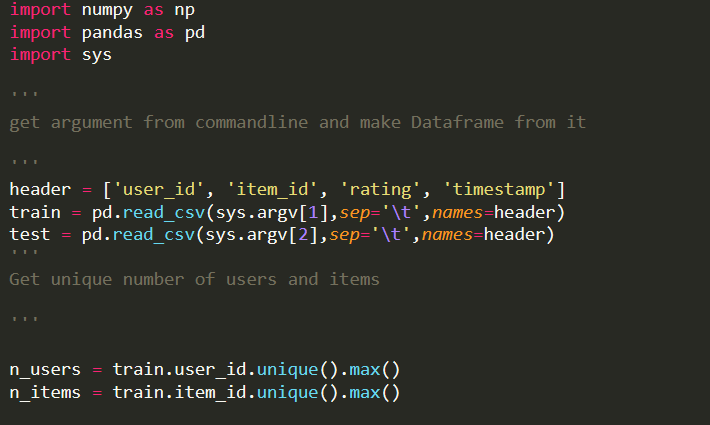 import numpy as np
import pandas as pd
import sys
'''
get argument from commandline and make Dataframe from it
'''
header = ['user_id', 'item_id', 'rating', 'timestamp']
train = pd.read_csv(sys.argv[1],sep='\t',names=header)
test = pd.read_csv(sys.argv[2],sep='\t',names=header)
'''
Get unique number of users and items
'''
n_users = train.user_id.unique().max()
n_items = train.item_id.unique().max()